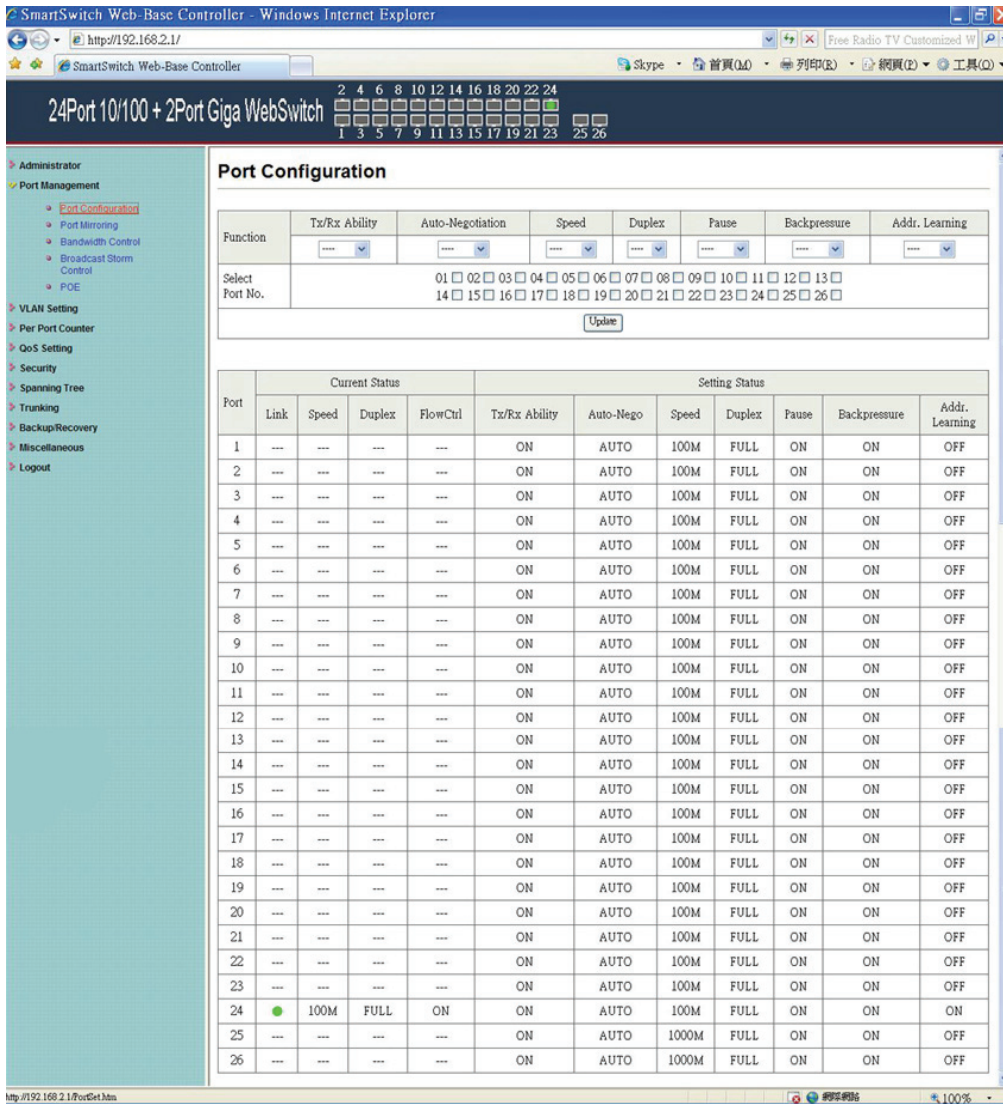 SmartSwitch Web-Base Controller - Windows Internet Explorer
http://192.168.2.1/
Free Radio TV Customized W
SmartSwitch Web-Base Controller
Skype 首頁(M) 列印(R) 網頁(P) 工具(O)
24Port 10/100 + 2Port Giga WebSwitch
2 4 6 8 10 12 14 16 18 20 22 24
1 3 5 7 9 11 13 15 17 19 21 23 25 26
Administrator
Port Management
Port Configuration
Port Mirroring
Bandwidth Control
Broadcast Storm
Control
POE
VLAN Setting
Per Port Counter
QoS Setting
Security
Spanning Tree
Trunking
Backup/Recovery
Miscellaneous
Logout
Port Configuration
Function Tx/Rx Ability Auto-Negotiation Speed Duplex Pause Backpressure Addr. Learning
---- ---- ---- ---- ---- ---- ----
Select
Port No.
01 02 03 04 05 06 07 08 09 10 11 12 13
14 15 16 17 18 19 20 21 22 23 24 25 26
Update
Port Current Status Setting Status
Link Speed Duplex FlowCtrl Tx/Rx Ability Auto-Nego Speed Duplex Pause Backpressure Addr. Learning
1 --- --- --- --- ON AUTO 100M FULL ON ON OFF
2 --- --- --- --- ON AUTO 100M FULL ON ON OFF
3 --- --- --- --- ON AUTO 100M FULL ON ON OFF
4 --- --- --- --- ON AUTO 100M FULL ON ON OFF
5 --- --- --- --- ON AUTO 100M FULL ON ON OFF
6 --- --- --- --- ON AUTO 100M FULL ON ON OFF
7 --- --- --- --- ON AUTO 100M FULL ON ON OFF
8 --- --- --- --- ON AUTO 100M FULL ON ON OFF
9 --- --- --- --- ON AUTO 100M FULL ON ON OFF
10 --- --- --- --- ON AUTO 100M FULL ON ON OFF
11 --- --- --- --- ON AUTO 100M FULL ON ON OFF
12 --- --- --- --- ON AUTO 100M FULL ON ON OFF
13 --- --- --- --- ON AUTO 100M FULL ON ON OFF
14 --- --- --- --- ON AUTO 100M FULL ON ON OFF
15 --- --- --- --- ON AUTO 100M FULL ON ON OFF
16 --- --- --- --- ON AUTO 100M FULL ON ON OFF
17 --- --- --- --- ON AUTO 100M FULL ON ON OFF
18 --- --- --- --- ON AUTO 100M FULL ON ON OFF
19 --- --- --- --- ON AUTO 100M FULL ON ON OFF
20 --- --- --- --- ON AUTO 100M FULL ON ON OFF
21 --- --- --- --- ON AUTO 100M FULL ON ON OFF
22 --- --- --- --- ON AUTO 100M FULL ON ON OFF
23 --- --- --- --- ON AUTO 100M FULL ON ON OFF
24 100M FULL ON ON AUTO 100M FULL ON ON ON
25 --- --- --- --- ON AUTO 1000M FULL ON ON OFF
26 --- --- --- --- ON AUTO 1000M FULL ON ON OFF
http://192.168.2.1/PortSet.htm 網際網路 100%